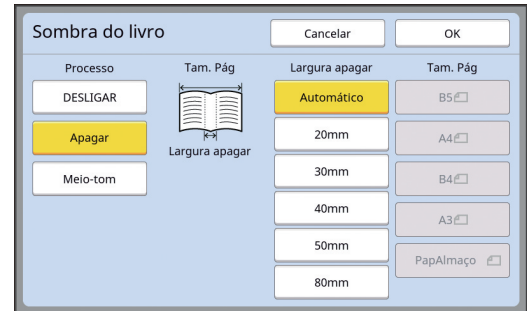 Sombra do livro
Cancelar
OK
Processo
Tam. Pág
Largura apagar
Tam. Pág
DESLIGAR
Apagar
Meio-tom
Largura apagar
Automático
20mm
30mm
40mm
50mm
80mm
B5
A4
B4
A3
PapAlmaço